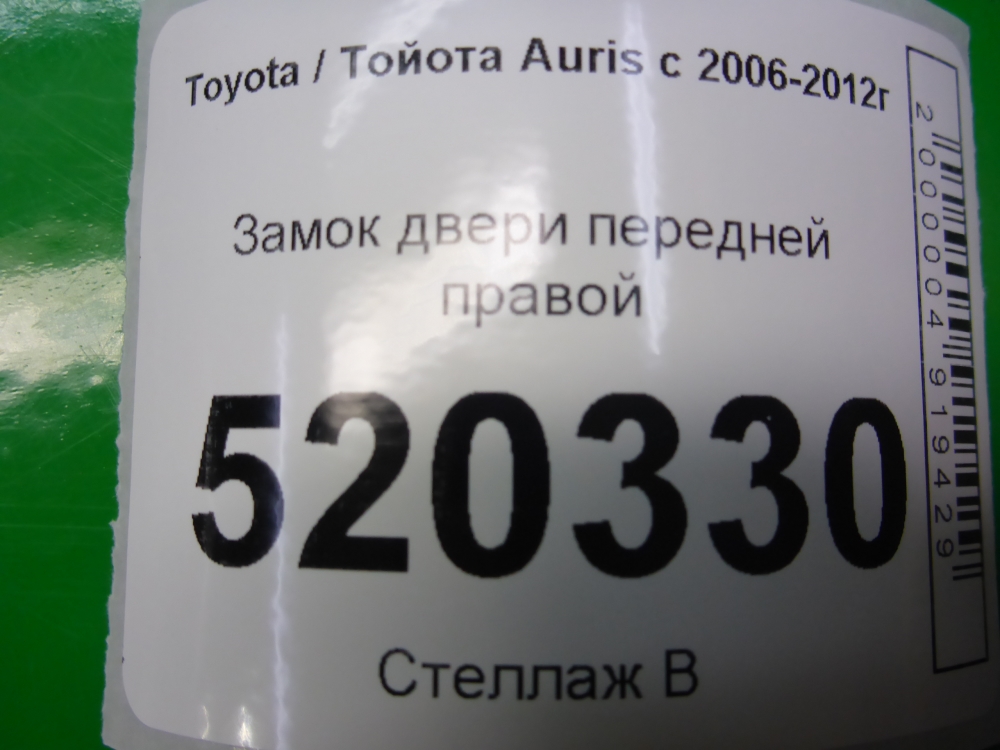 Toyota / Тойота Auris с 2006-2012г
Замок двери передней
правой
520330
Стеллаж В
2000004919429